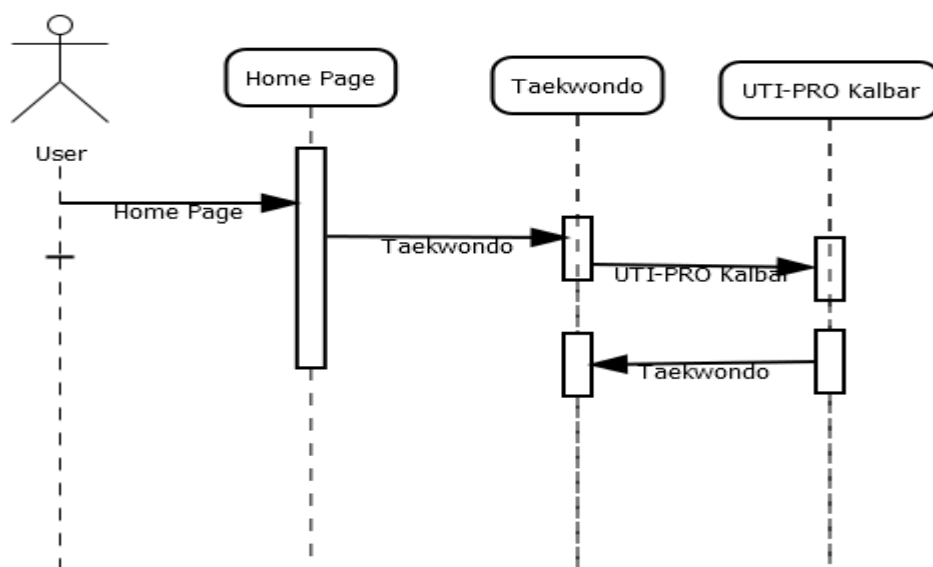 Home Page
Taekwondo
UTI-PRO Kalbar
User
Home Page
Taekwondo
UTI-PRO Kalbar
Taekwondo